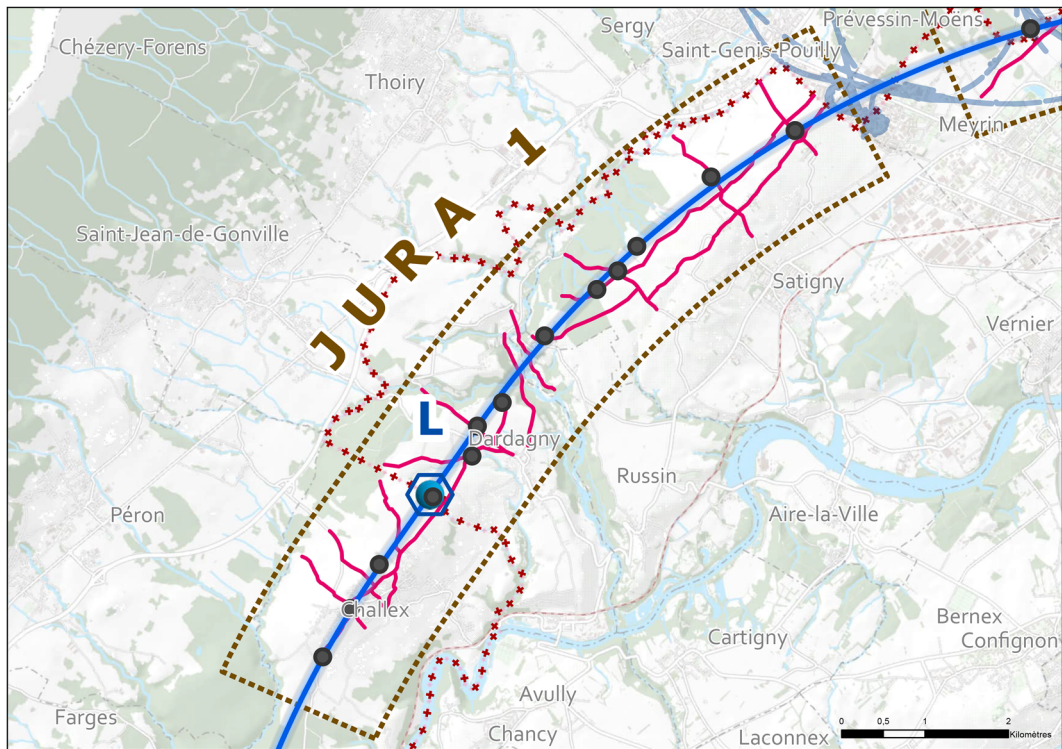 Prévessin-Moëns
Sergy
Chézery-Forens
Saint-Genis-Pouilly
Thoiry
Meyrin
JURA 1
Saint-Jean-de-Gonville
Satigny
Vernier
L
Dardagny
Russin
Péron
Aire-la-Ville
Challex
Bernex
Cartigny
Confignon
Avully
Farges
Chancy
Laconnex
0 0,5 1 2
Kilomètres